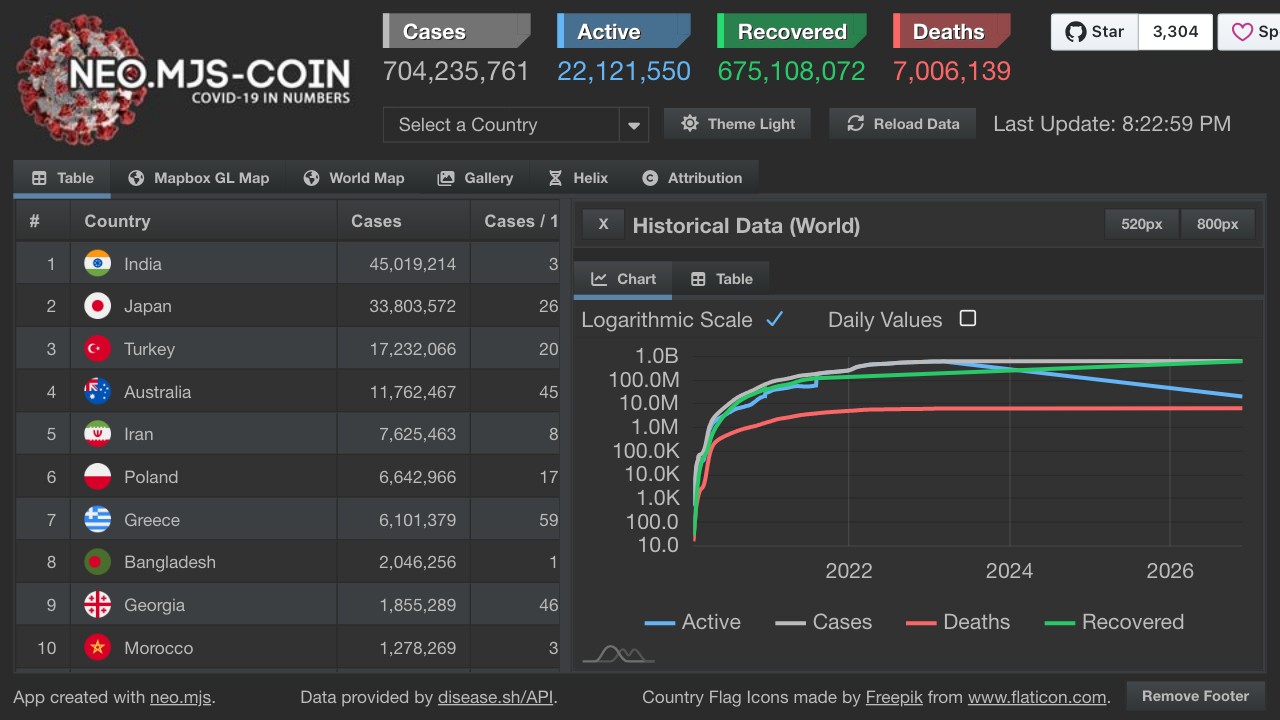 NEO.MJS-COIN
COVID-19 IN NUMBERS
Cases
704,235,761
Active
22,121,550
Recovered
675,108,072
Deaths
7,006,139
Star
3,304
Sp
Select a Country
Theme Light
Reload Data
Last Update: 8:22:59 PM
Table
Mapbox GL Map
World Map
Gallery
Helix
Attribution
# Country Cases Cases / 1
1 India 45,019,214 3
2 Japan 33,803,572 26
3 Turkey 17,232,066 20
4 Australia 11,762,467 45
5 Iran 7,625,463 8
6 Poland 6,642,966 17
7 Greece 6,101,379 59
8 Bangladesh 2,046,256 1
9 Georgia 1,855,289 46
10 Morocco 1,278,269 3
X Historical Data (World)
520px
800px
Chart
Table
Logarithmic Scale
Daily Values
1.0B
100.0M
10.0M
1.0M
100.0K
10.0K
1.0K
100.0
10.0
2022 2024 2026
Active Cases Deaths Recovered
App created with neo.mjs.
Data provided by disease.sh/API.
Country Flag Icons made by Freepik from www.flaticon.com.
Remove Footer